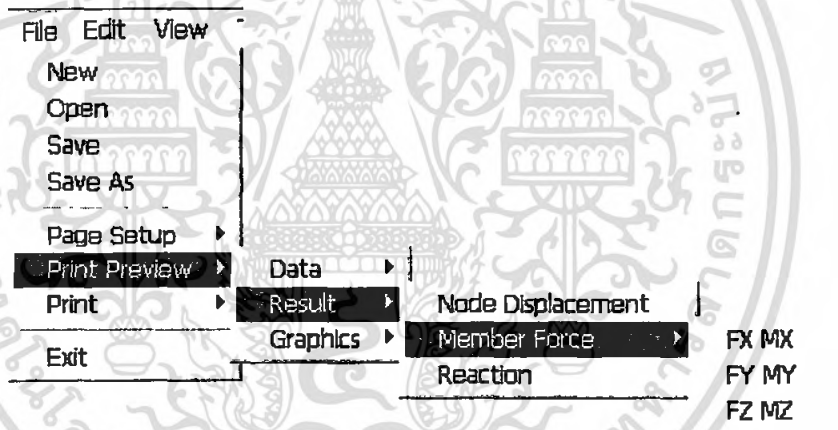 File Edit View
New
Open
Save
Save As
Page Setup
Print Preview
Print
Exit
Data
Result
Graphics
Node Displacement
Member Force
Reaction
FX MX
FY MY
FZ MZ